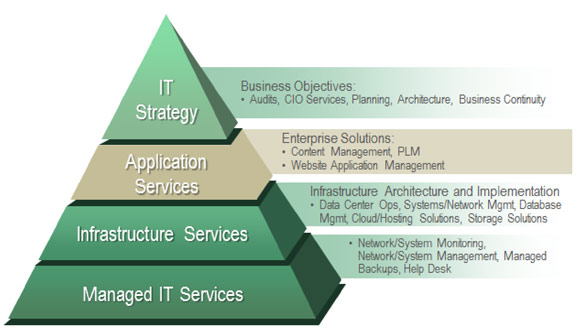 IT
Strategy
Business Objectives:
• Audits, CIO Services, Planning, Architecture, Business Continuity
Application
Services
Enterprise Solutions:
• Content Management, PLM
• Website Application Management
Infrastructure Services
Infrastructure Architecture and Implementation
• Data Center Ops, Systems/Network Mgmt, Database
Mgmt, Cloud/Hosting Solutions, Storage Solutions
Managed IT Services
• Network/System Monitoring,
Network/System Management, Managed
Backups, Help Desk